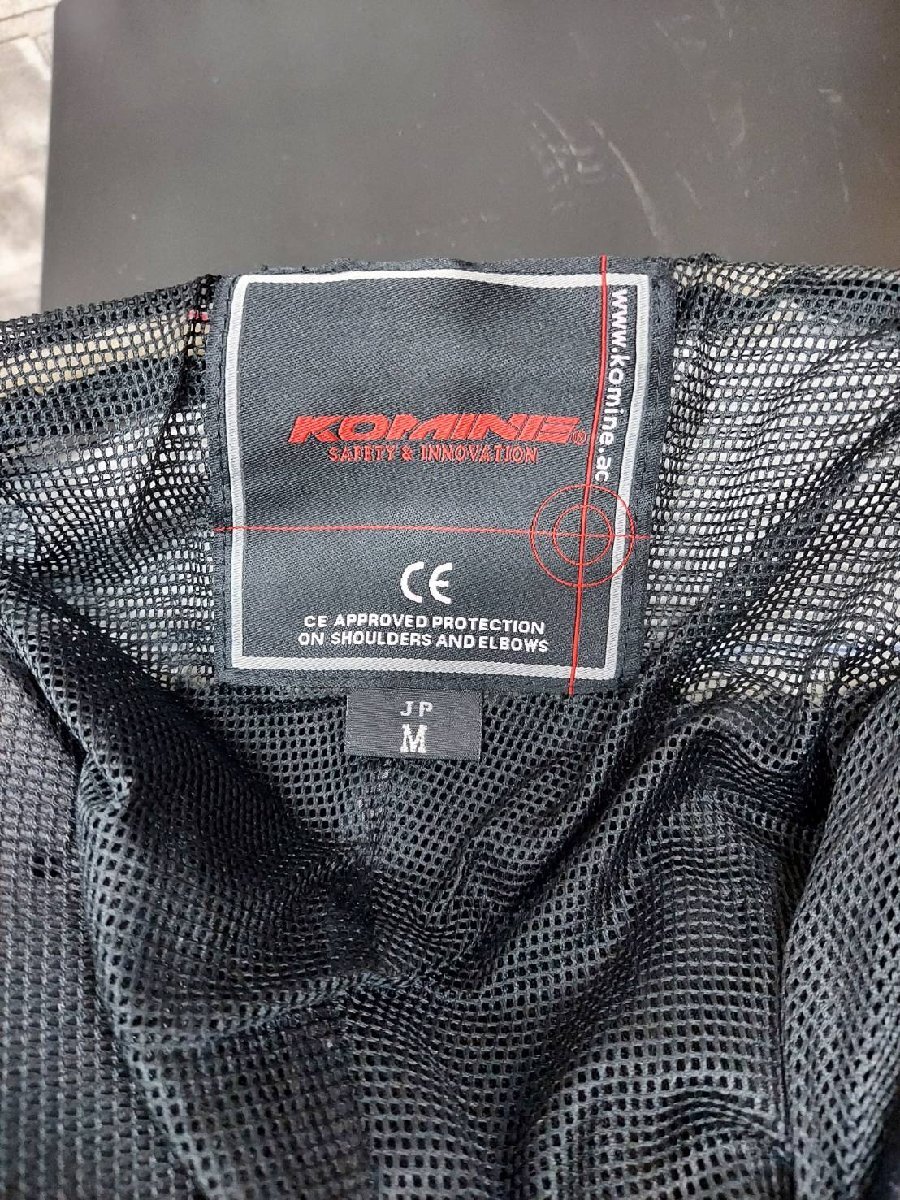 www.komine.ac
KOMINE®
SAFETY & INNOVATION
CE
CE APPROVED PROTECTION
ON SHOULDERS AND ELBOWS
JP
M